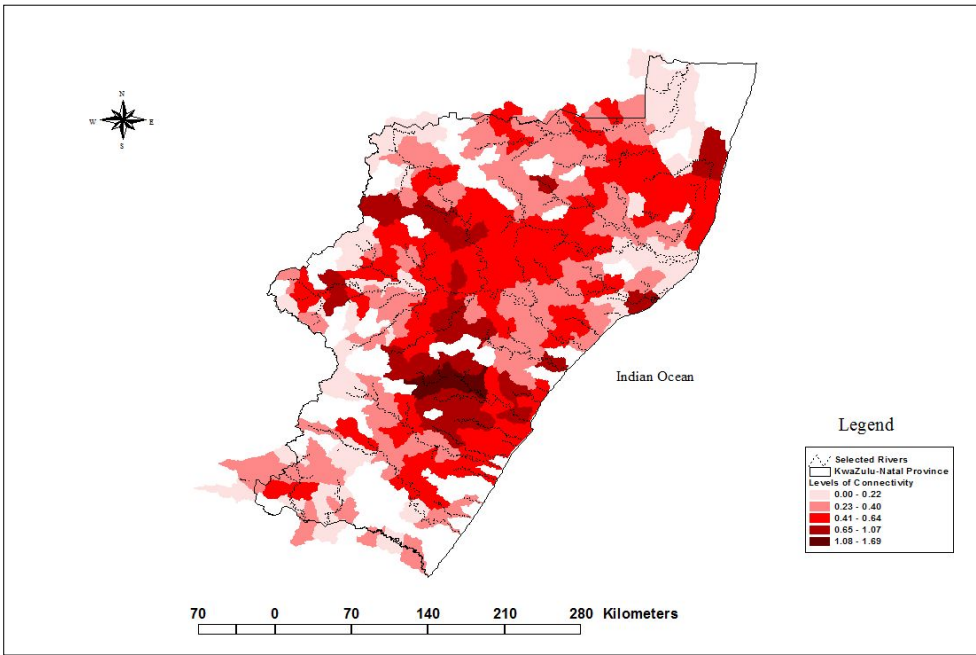 N
W E
S
Indian Ocean
Legend
Selected Rivers
KwaZulu-Natal Province
Levels of Connectivity
0.00 - 0.22
0.23 - 0.40
0.41 - 0.64
0.65 - 1.07
1.08 - 1.69
70 0 70 140 210 280 Kilometers